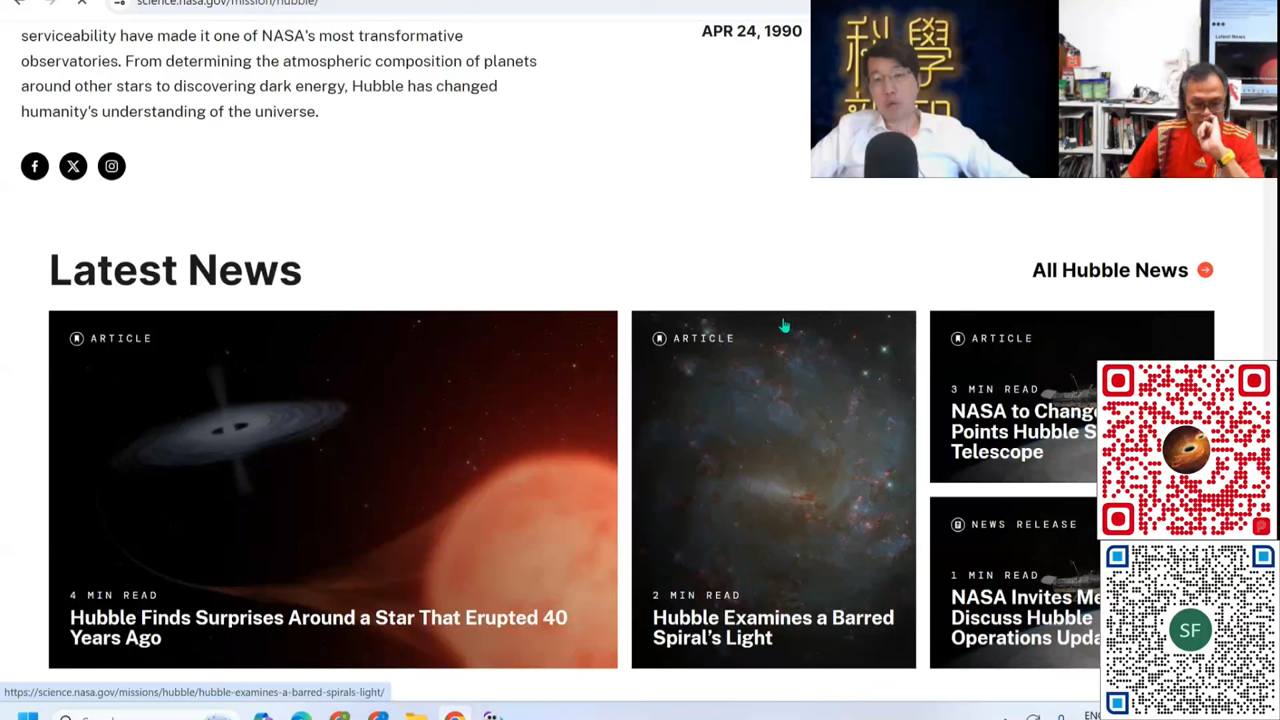 science.nasa.gov/mission/hubble/
serviceability have made it one of NASA's most transformative
observatories. From determining the atmospheric composition of planets
around other stars to discovering dark energy, Hubble has changed
humanity's understanding of the universe.
APR 24, 1990
科學
Latest News
All Hubble News
ARTICLE
4 MIN READ
Hubble Finds Surprises Around a Star That Erupted 40
Years Ago
ARTICLE
2 MIN READ
Hubble Examines a Barred
Spiral's Light
ARTICLE
3 MIN READ
NASA to Change
Points Hubble S
Telescope
NEWS RELEASE
1 MIN READ
NASA Invites Me
Discuss Hubble
Operations Upda
SF
https://science.nasa.gov/missions/hubble/hubble-examines-a-barred-spirals-light/
ENG